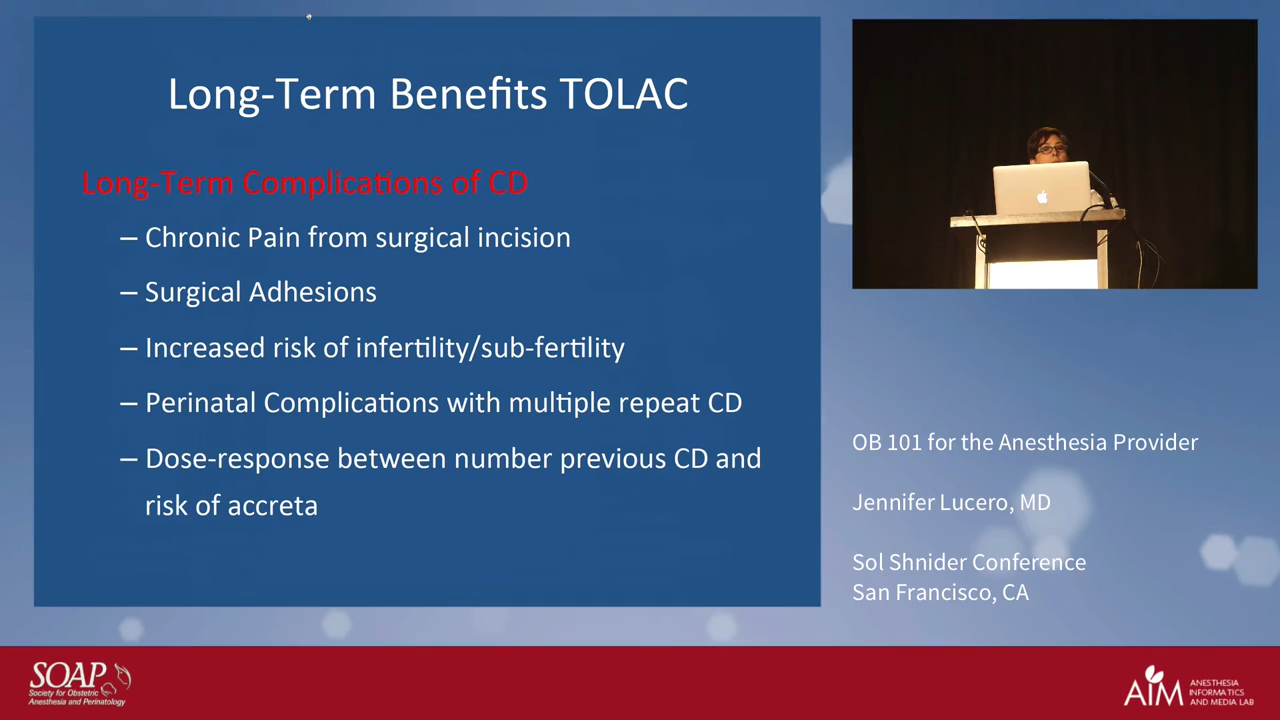 Long-Term Benefits TOLAC
Long-Term Complications of CD
– Chronic Pain from surgical incision
– Surgical Adhesions
– Increased risk of infertility/sub-fertility
– Perinatal Complications with multiple repeat CD
– Dose-response between number previous CD and
risk of accreta
OB 101 for the Anesthesia Provider
Jennifer Lucero, MD
Sol Shnider Conference
San Francisco, CA
SOAP
Society for Obstetric
Anesthesia and Perinatology
AIM
ANESTHESIA
INFORMATICS
AND MEDIA LAB